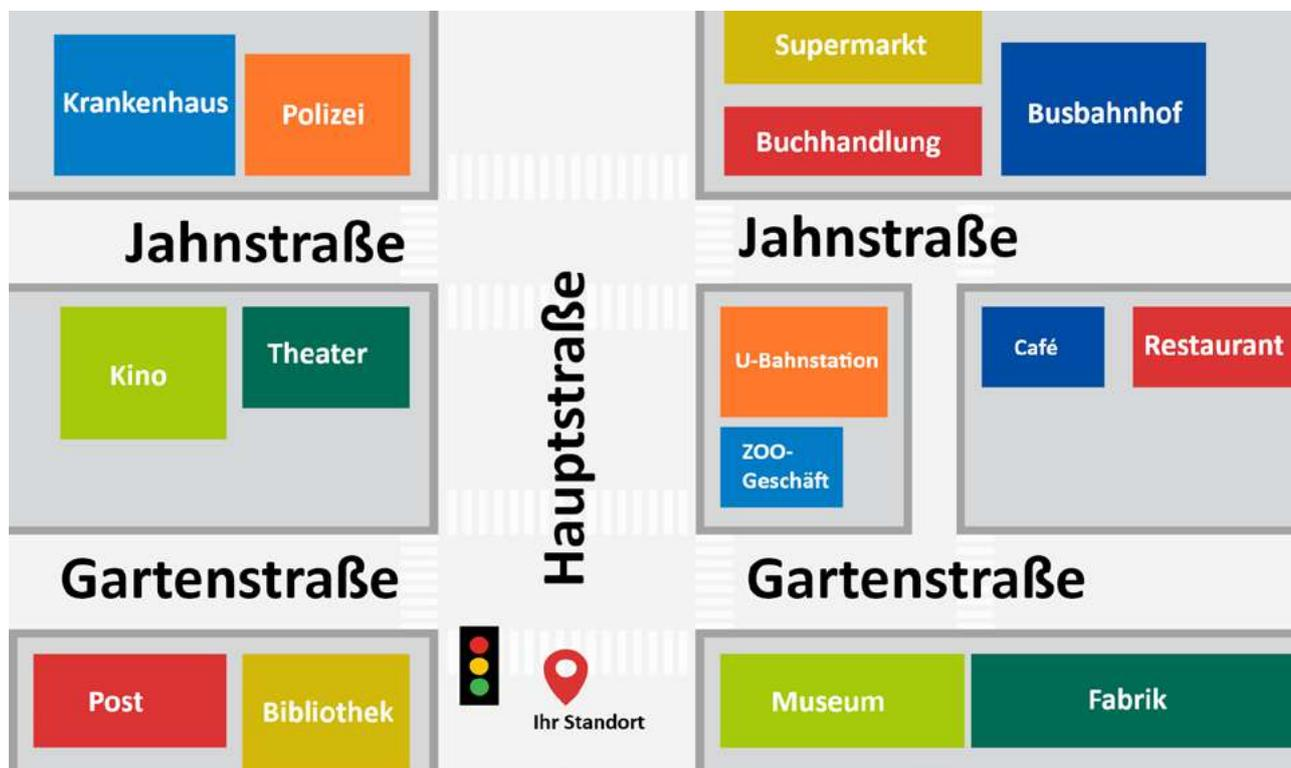 Krankenhaus
Polizei
Supermarkt
Buchhandlung
Busbahnhof
Jahnstraße
Jahnstraße
Hauptstraße
Kino
Theater
U-Bahnstation
ZOO-
Geschäft
Café
Restaurant
Gartenstraße
Gartenstraße
Post
Bibliothek
Ihr Standort
Museum
Fabrik